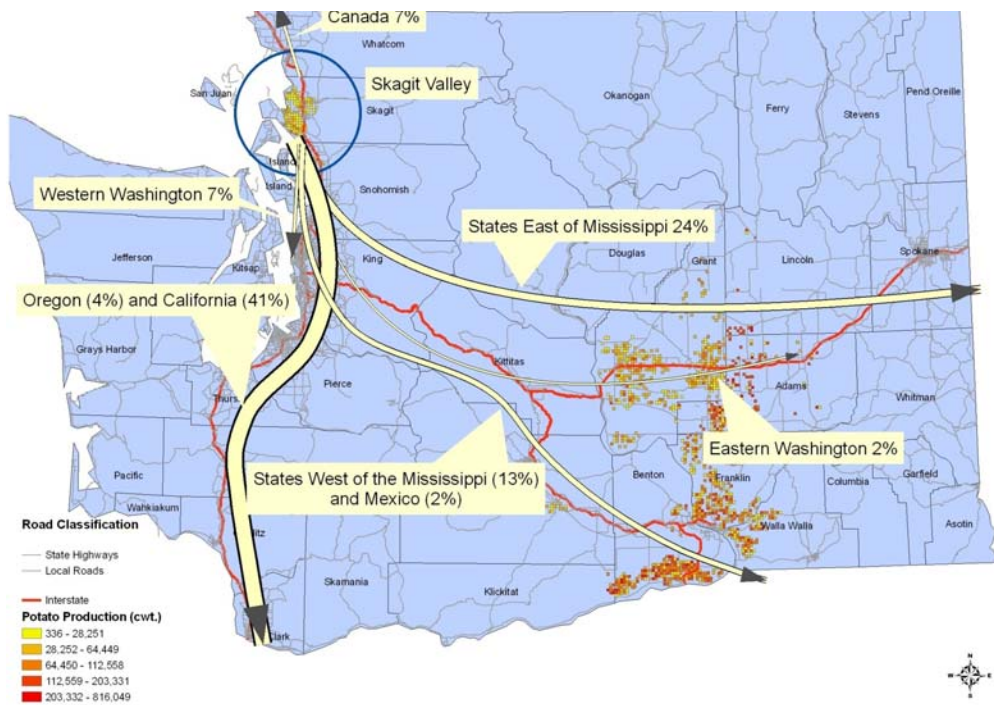 Canada 7%
Whatcom
Skagit Valley
San Juan
Skagit
Okanogan
Ferry
Stevens
Pend Oreille
Island
Island
Snohomish
Western Washington 7%
States East of Mississippi 24%
Jefferson
Kitsap
King
Douglas
Grant
Lincoln
Spokane
Oregon (4%) and California (41%)
Grays Harbor
Kittitas
Pierce
Thurs
Adams
Whitman
Eastern Washington 2%
States West of the Mississippi (13%)
and Mexico (2%)
Pacific
Benton
Franklin
Columbia
Garfield
Wahkiakum
Walla Walla
Asotin
Road Classification
litz
State Highways
Local Roads
Skamania
Klickitat
Interstate
Potato Production (cwt.)
336 - 28,251
Clark
28,252 - 64,449
64,450 - 112,558
112,559 - 203,331
203,332 - 816,049
N
W
E
S